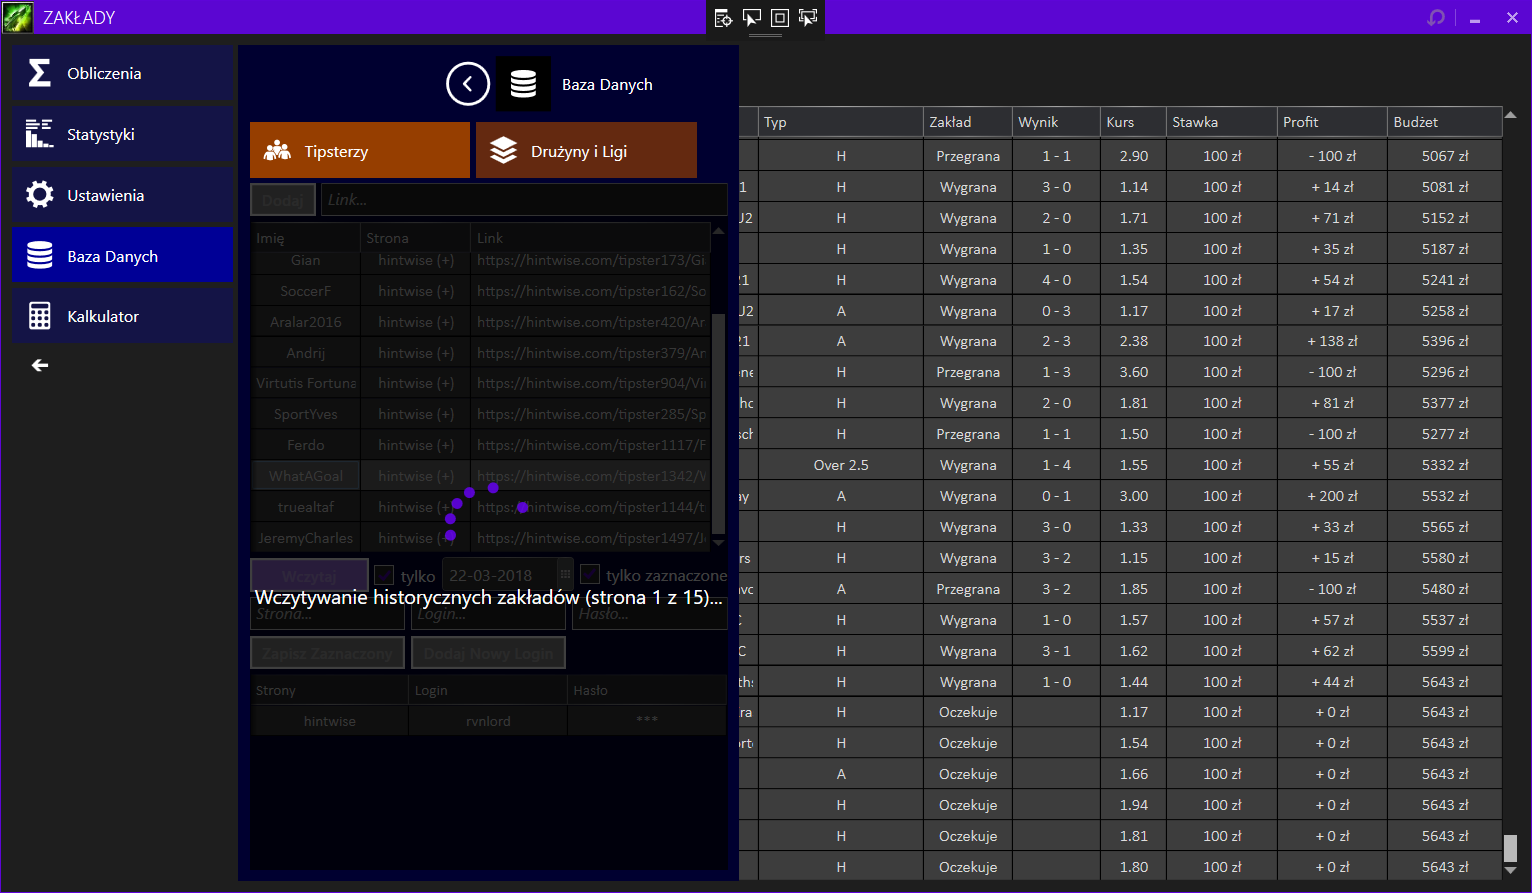 ZAKŁADY
Obliczenia
Statystyki
Ustawienia
Baza Danych
Kalkulator
Baza Danych
Tipsterzy
Drużyny i Ligi
Dodaj
Link...
Imię Strona Link
Gian hintwise (+) https://hintwise.com/tipster173/Gi
SoccerF hintwise (+) https://hintwise.com/tipster162/So
Aralar2016 hintwise (+) https://hintwise.com/tipster420/Ar
Andrij hintwise (+) https://hintwise.com/tipster379/Ar
Virtutis Fortuna hintwise (+) https://hintwise.com/tipster904/Vi
SportYves hintwise (+) https://hintwise.com/tipster285/Sp
Ferdo hintwise (+) https://hintwise.com/tipster1117/F
WhatAGoal hintwise (+) https://hintwise.com/tipster1342/V
truealtaf hintwise (+) https://hintwise.com/tipster1144/t
JeremyCharles hintwise (+) https://hintwise.com/tipster1497/Je
Wczytaj tylko 22-03-2018 tylko zaznaczone
Wczytywanie historycznych zakładów (strona 1 z 15)...
Strona... Login... Hasło...
Zapisz Zaznaczony Dodaj Nowy Login
Strony Login Hasło
hintwise rvnlord ***
Typ Zakład Wynik Kurs Stawka Profit Budżet
H Przegrana 1 - 1 2.90 100 zł - 100 zł 5067 zł
1 H Wygrana 3 - 0 1.14 100 zł + 14 zł 5081 zł
U2 H Wygrana 2 - 0 1.71 100 zł + 71 zł 5152 zł
H Wygrana 1 - 0 1.35 100 zł + 35 zł 5187 zł
21 H Wygrana 4 - 0 1.54 100 zł + 54 zł 5241 zł
U2 A Wygrana 0 - 3 1.17 100 zł + 17 zł 5258 zł
21 A Wygrana 2 - 3 2.38 100 zł + 138 zł 5396 zł
ene H Przegrana 1 - 3 3.60 100 zł - 100 zł 5296 zł
hc H Wygrana 2 - 0 1.81 100 zł + 81 zł 5377 zł
sch H Przegrana 1 - 1 1.50 100 zł - 100 zł 5277 zł
Over 2.5 Wygrana 1 - 4 1.55 100 zł + 55 zł 5332 zł
ay A Wygrana 0 - 1 3.00 100 zł + 200 zł 5532 zł
H Wygrana 3 - 0 1.33 100 zł + 33 zł 5565 zł
rs H Wygrana 3 - 2 1.15 100 zł + 15 zł 5580 zł
avc A Przegrana 3 - 2 1.85 100 zł - 100 zł 5480 zł
C H Wygrana 1 - 0 1.57 100 zł + 57 zł 5537 zł
C H Wygrana 3 - 1 1.62 100 zł + 62 zł 5599 zł
th: H Wygrana 1 - 0 1.44 100 zł + 44 zł 5643 zł
ra H Oczekuje 1.17 100 zł + 0 zł 5643 zł
ort H Oczekuje 1.54 100 zł + 0 zł 5643 zł
A Oczekuje 1.66 100 zł + 0 zł 5643 zł
H Oczekuje 1.94 100 zł + 0 zł 5643 zł
H Oczekuje 1.81 100 zł + 0 zł 5643 zł
H Oczekuje 1.80 100 zł + 0 zł 5643 zł